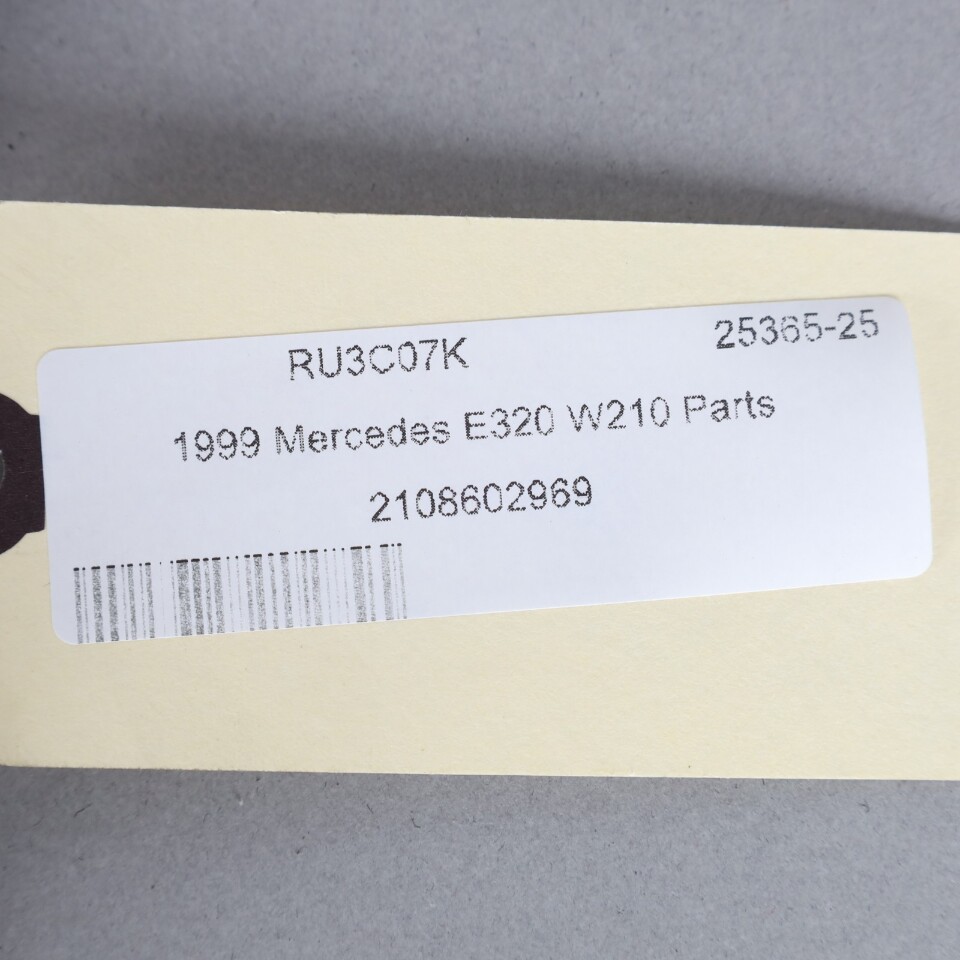 RU3C07K 25365-25
1999 Mercedes E320 W210 Parts
2108602969